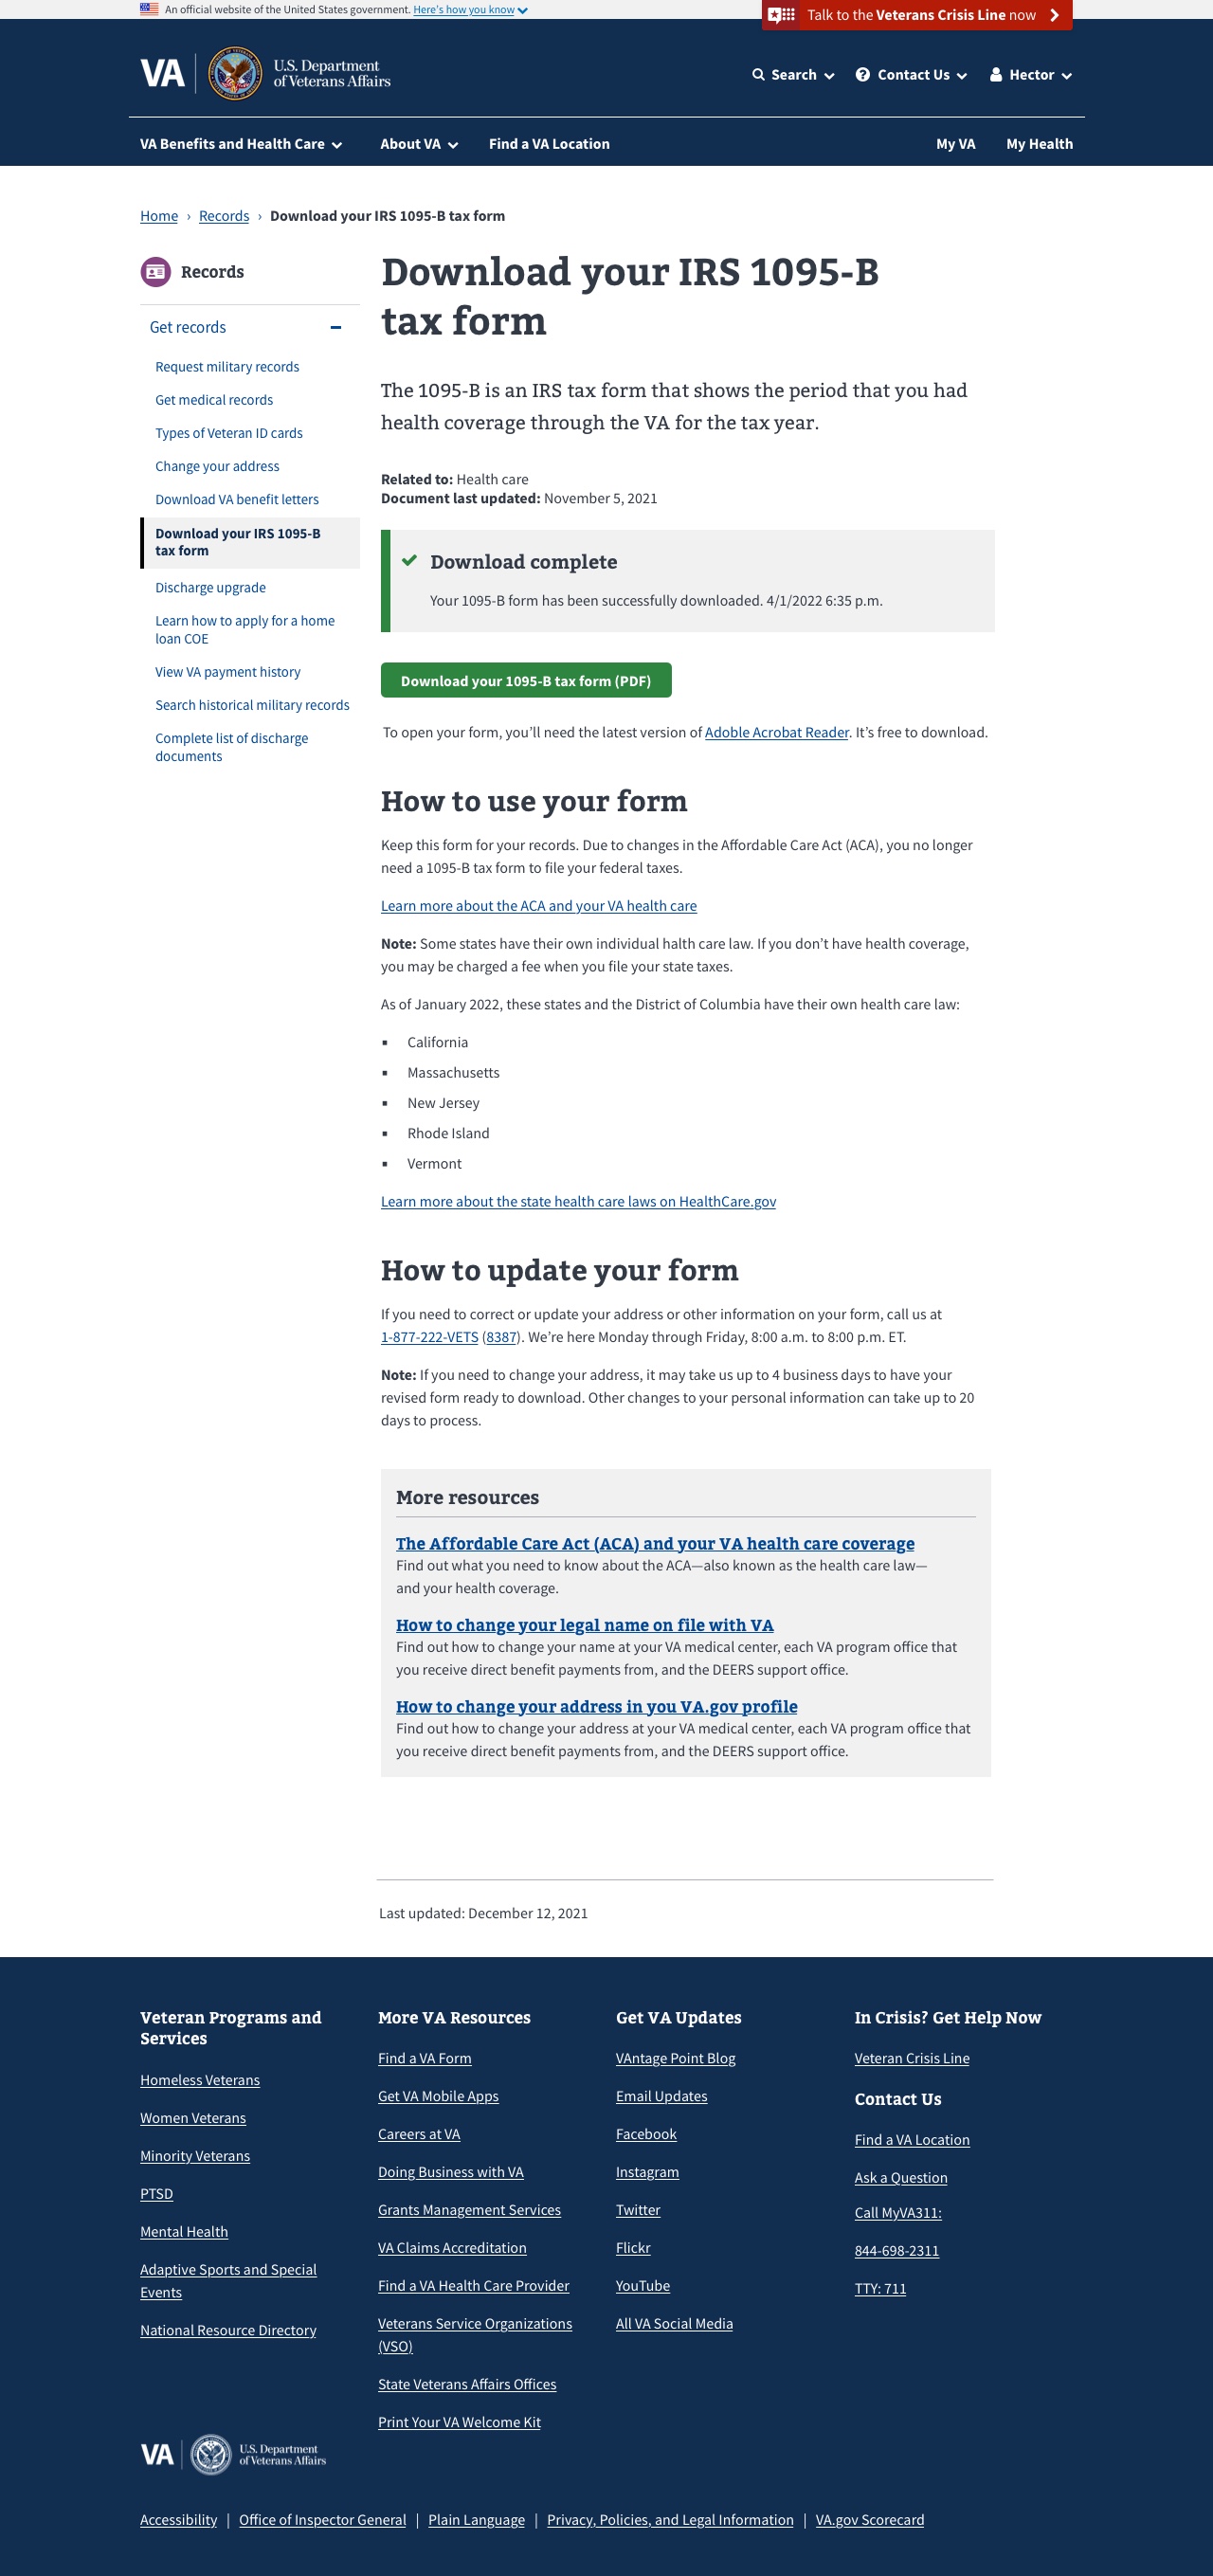 An official website of the United States government. Here's how you know
Talk to the Veterans Crisis Line now
VA
U.S. Department
of Veterans Affairs
Search
Contact Us
Hector
VA Benefits and Health Care
About VA
Find a VA Location
My VA
My Health
Home › Records › Download your IRS 1095-B tax form
Records
Get records
Request military records
Get medical records
Types of Veteran ID cards
Change your address
Download VA benefit letters
Download your IRS 1095-B
tax form
Discharge upgrade
Learn how to apply for a home
loan COE
View VA payment history
Search historical military records
Complete list of discharge
documents
Download your IRS 1095-B
tax form
The 1095-B is an IRS tax form that shows the period that you had
health coverage through the VA for the tax year.
Related to: Health care
Document last updated: November 5, 2021
Download complete
Your 1095-B form has been successfully downloaded. 4/1/2022 6:35 p.m.
Download your 1095-B tax form (PDF)
To open your form, you’ll need the latest version of Adoble Acrobat Reader. It’s free to download.
How to use your form
Keep this form for your records. Due to changes in the Affordable Care Act (ACA), you no longer
need a 1095-B tax form to file your federal taxes.
Learn more about the ACA and your VA health care
Note: Some states have their own individual halth care law. If you don’t have health coverage,
you may be charged a fee when you file your state taxes.
As of January 2022, these states and the District of Columbia have their own health care law:
▪ California
▪ Massachusetts
▪ New Jersey
▪ Rhode Island
▪ Vermont
Learn more about the state health care laws on HealthCare.gov
How to update your form
If you need to correct or update your address or other information on your form, call us at
1-877-222-VETS (8387). We’re here Monday through Friday, 8:00 a.m. to 8:00 p.m. ET.
Note: If you need to change your address, it may take us up to 4 business days to have your
revised form ready to download. Other changes to your personal information can take up to 20
days to process.
More resources
The Affordable Care Act (ACA) and your VA health care coverage
Find out what you need to know about the ACA—also known as the health care law—
and your health coverage.
How to change your legal name on file with VA
Find out how to change your name at your VA medical center, each VA program office that
you receive direct benefit payments from, and the DEERS support office.
How to change your address in you VA.gov profile
Find out how to change your address at your VA medical center, each VA program office that
you receive direct benefit payments from, and the DEERS support office.
Last updated: December 12, 2021
Veteran Programs and
Services
Homeless Veterans
Women Veterans
Minority Veterans
PTSD
Mental Health
Adaptive Sports and Special
Events
National Resource Directory
More VA Resources
Find a VA Form
Get VA Mobile Apps
Careers at VA
Doing Business with VA
Grants Management Services
VA Claims Accreditation
Find a VA Health Care Provider
Veterans Service Organizations
(VSO)
State Veterans Affairs Offices
Print Your VA Welcome Kit
Get VA Updates
VAntage Point Blog
Email Updates
Facebook
Instagram
Twitter
Flickr
YouTube
All VA Social Media
In Crisis? Get Help Now
Veteran Crisis Line
Contact Us
Find a VA Location
Ask a Question
Call MyVA311:
844-698-2311
TTY: 711
VA
U.S. Department
of Veterans Affairs
Accessibility | Office of Inspector General | Plain Language | Privacy, Policies, and Legal Information | VA.gov Scorecard